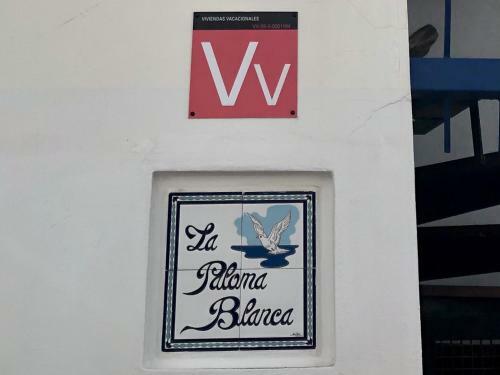 VIVIENDAS VACACIONALES
VV
La
Paloma
Blanca